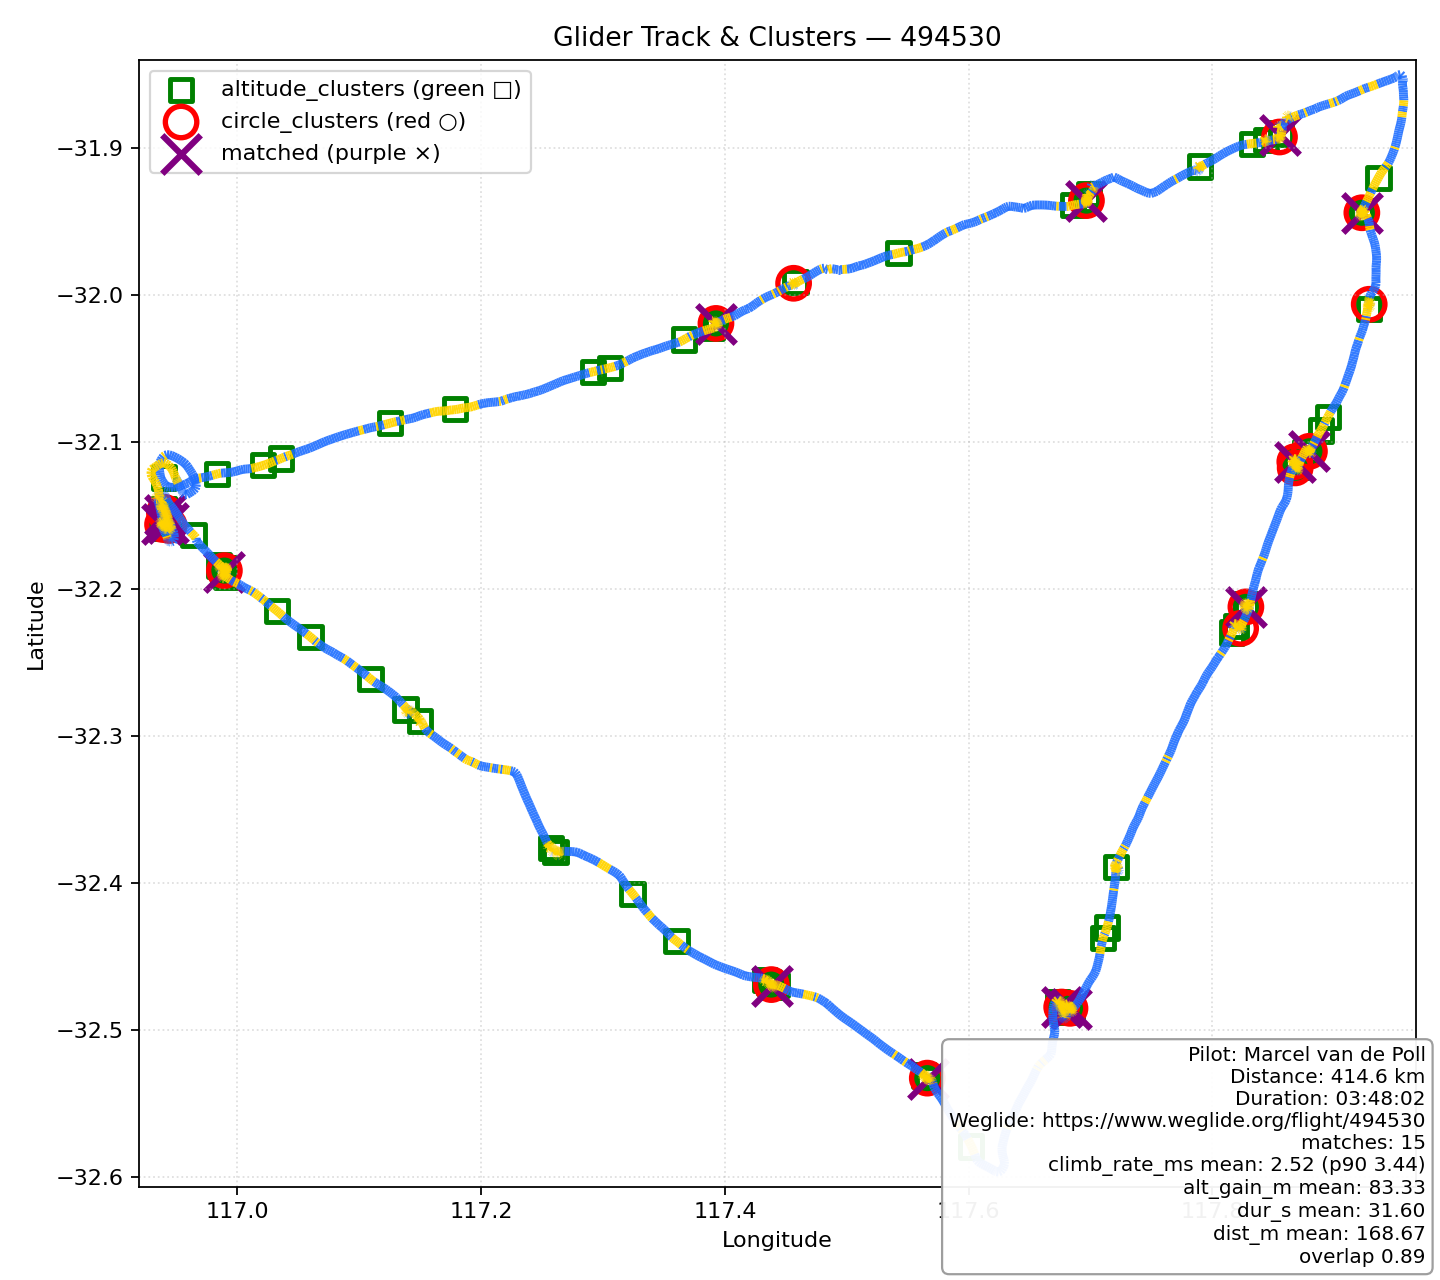 Glider Track & Clusters — 494530
altitude_clusters (green □)
circle_clusters (red ○)
matched (purple ×)
−31.9
−32.0
−32.1
−32.2
−32.3
−32.4
−32.5
−32.6
Latitude
117.0
117.2
117.4
117.6
117.8
Longitude
Pilot: Marcel van de Poll
Distance: 414.6 km
Duration: 03:48:02
Weglide: https://www.weglide.org/flight/494530
matches: 15
climb_rate_ms mean: 2.52 (p90 3.44)
alt_gain_m mean: 83.33
dur_s mean: 31.60
dist_m mean: 168.67
overlap 0.89